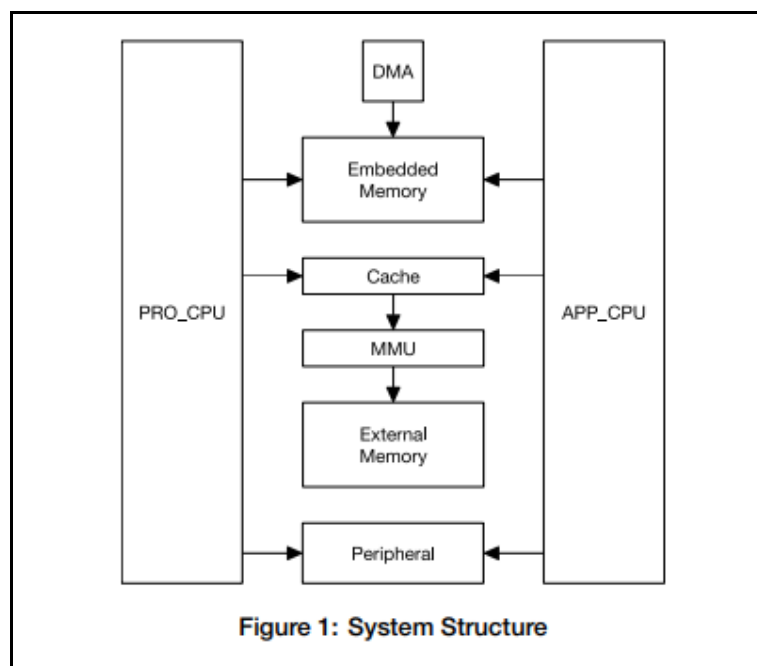 DMA
Embedded
Memory
Cache
PRO_CPU
APP_CPU
MMU
External
Memory
Peripheral
Figure 1: System Structure